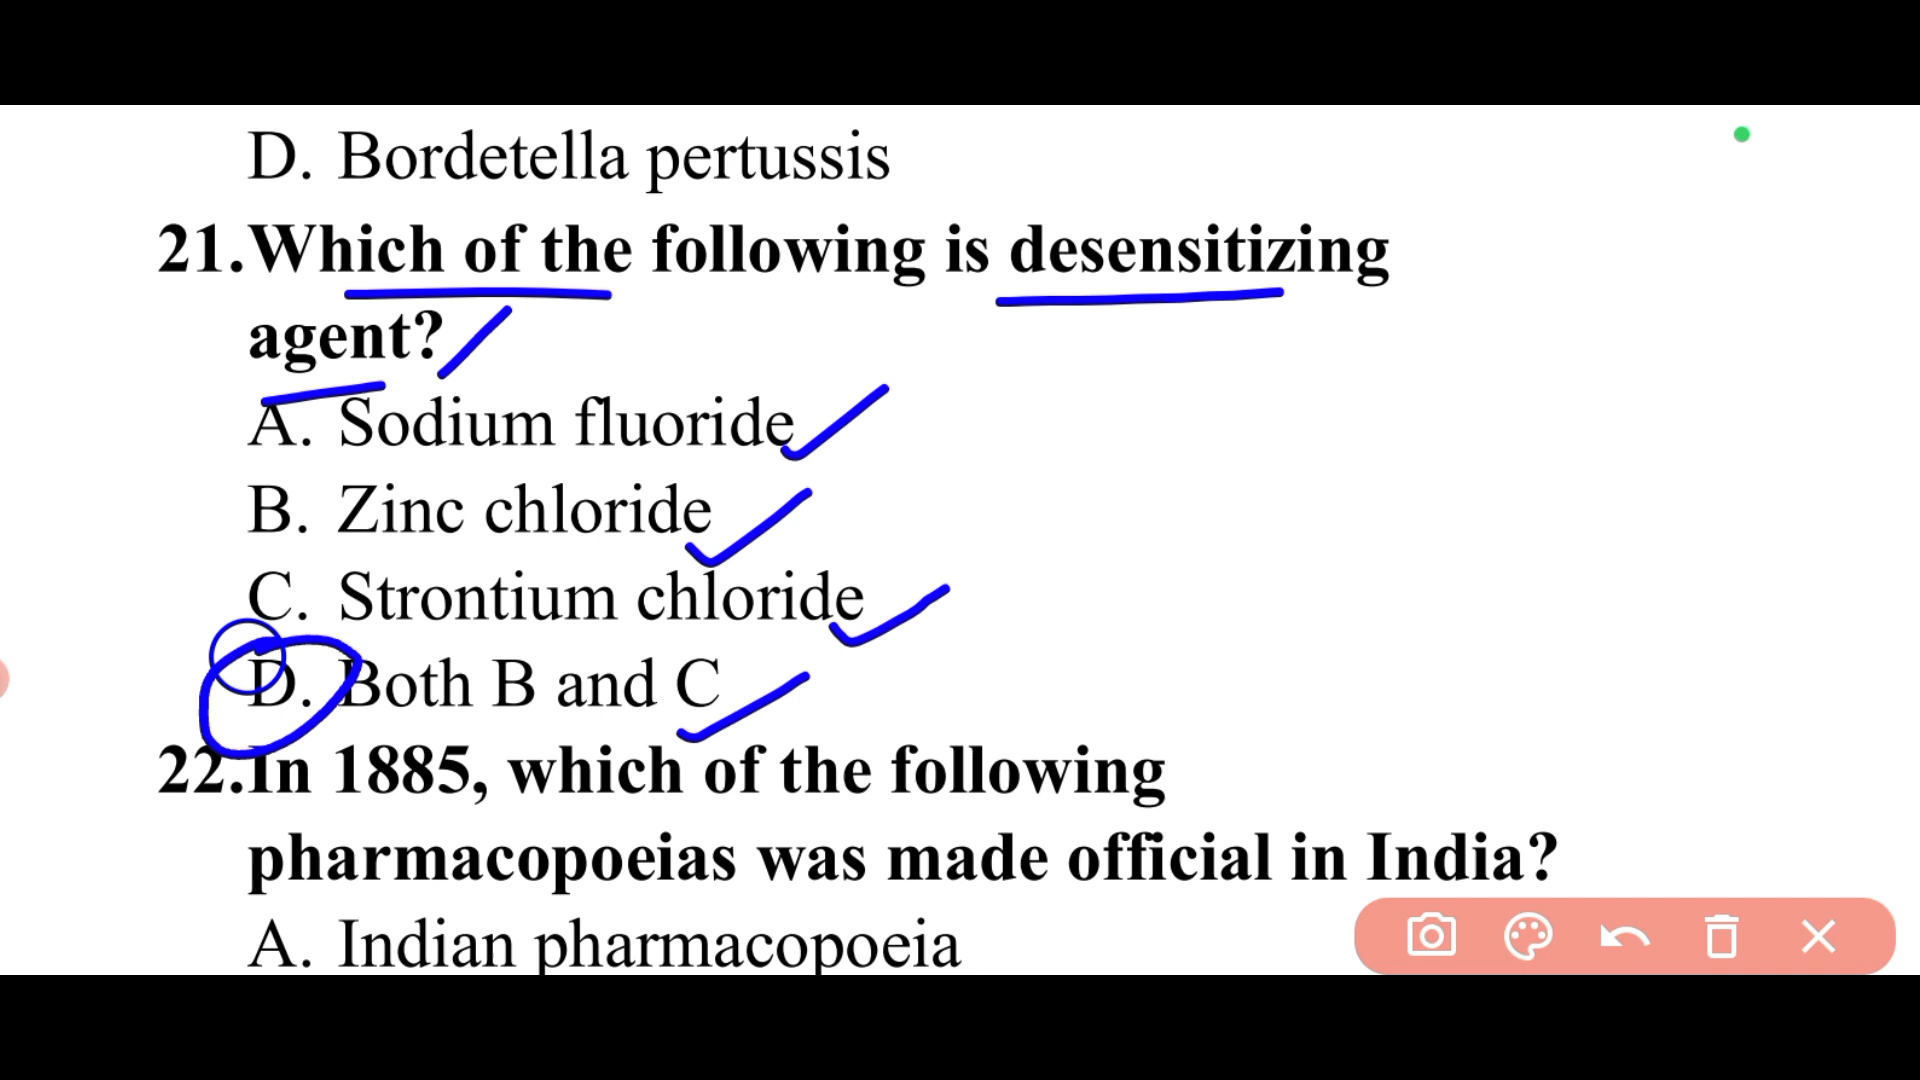 D. Bordetella pertussis
21.Which of the following is desensitizing
agent?
A. Sodium fluoride
B. Zinc chloride
C. Strontium chloride
D. Both B and C
22.In 1885, which of the following
pharmacopoeias was made official in India?
A. Indian pharmacopoeia